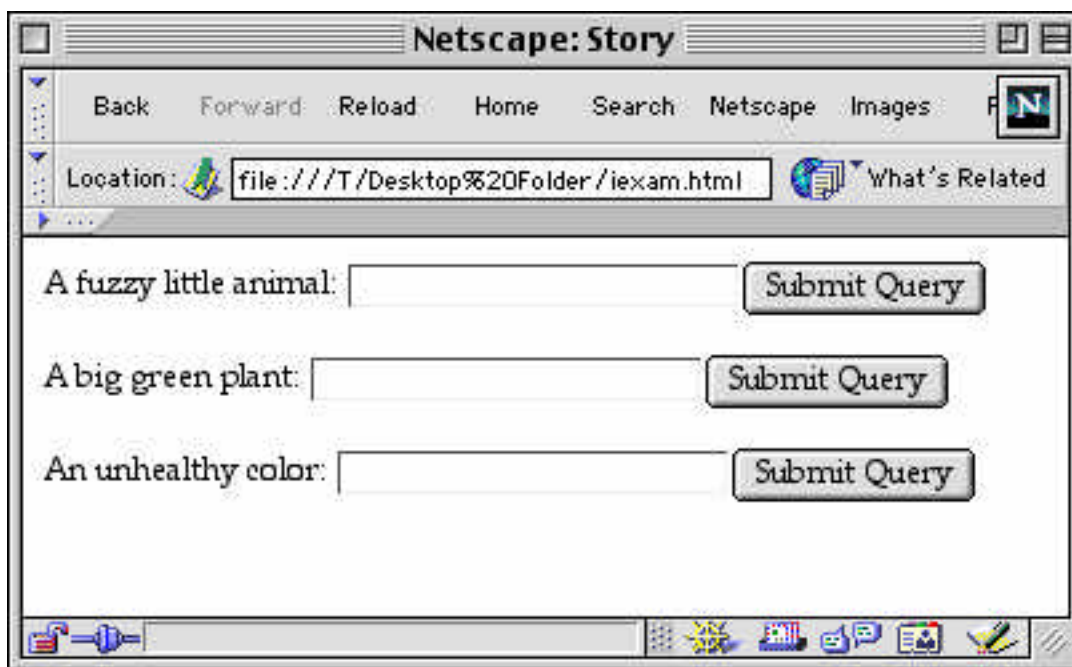 Netscape: Story
Back Forward Reload Home Search Netscape Images
N
Location: file:///T/Desktop%20Folder/iexam.html What's Related
A fuzzy little animal: Submit Query
A big green plant: Submit Query
An unhealthy color: Submit Query